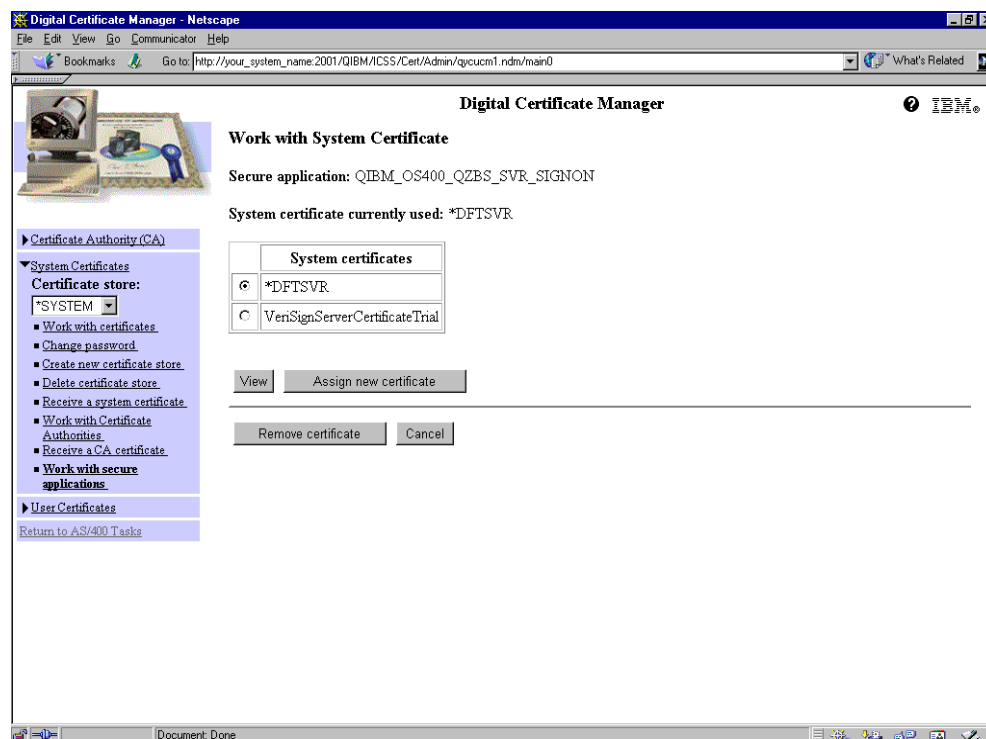 Digital Certificate Manager - Netscape
File Edit View Go Communicator Help
Bookmarks Go to: http://your_system_name:2001/QIBM/ICSS/Cert/Admin/qycucm1.ndm/main0 What's Related
Digital Certificate Manager
IBM
Work with System Certificate
Secure application: QIBM_OS400_QZBS_SVR_SIGNON
System certificate currently used: *DFTSVR
System certificates
*DFTSVR
VeriSignServerCertificateTrial
View Assign new certificate
Remove certificate Cancel
Certificate Authority (CA)
System Certificates
Certificate store:
*SYSTEM
Work with certificates
Change password
Create new certificate store
Delete certificate store
Receive a system certificate
Work with Certificate
Authorities
Receive a CA certificate
Work with secure
applications
User Certificates
Return to AS/400 Tasks
Document: Done